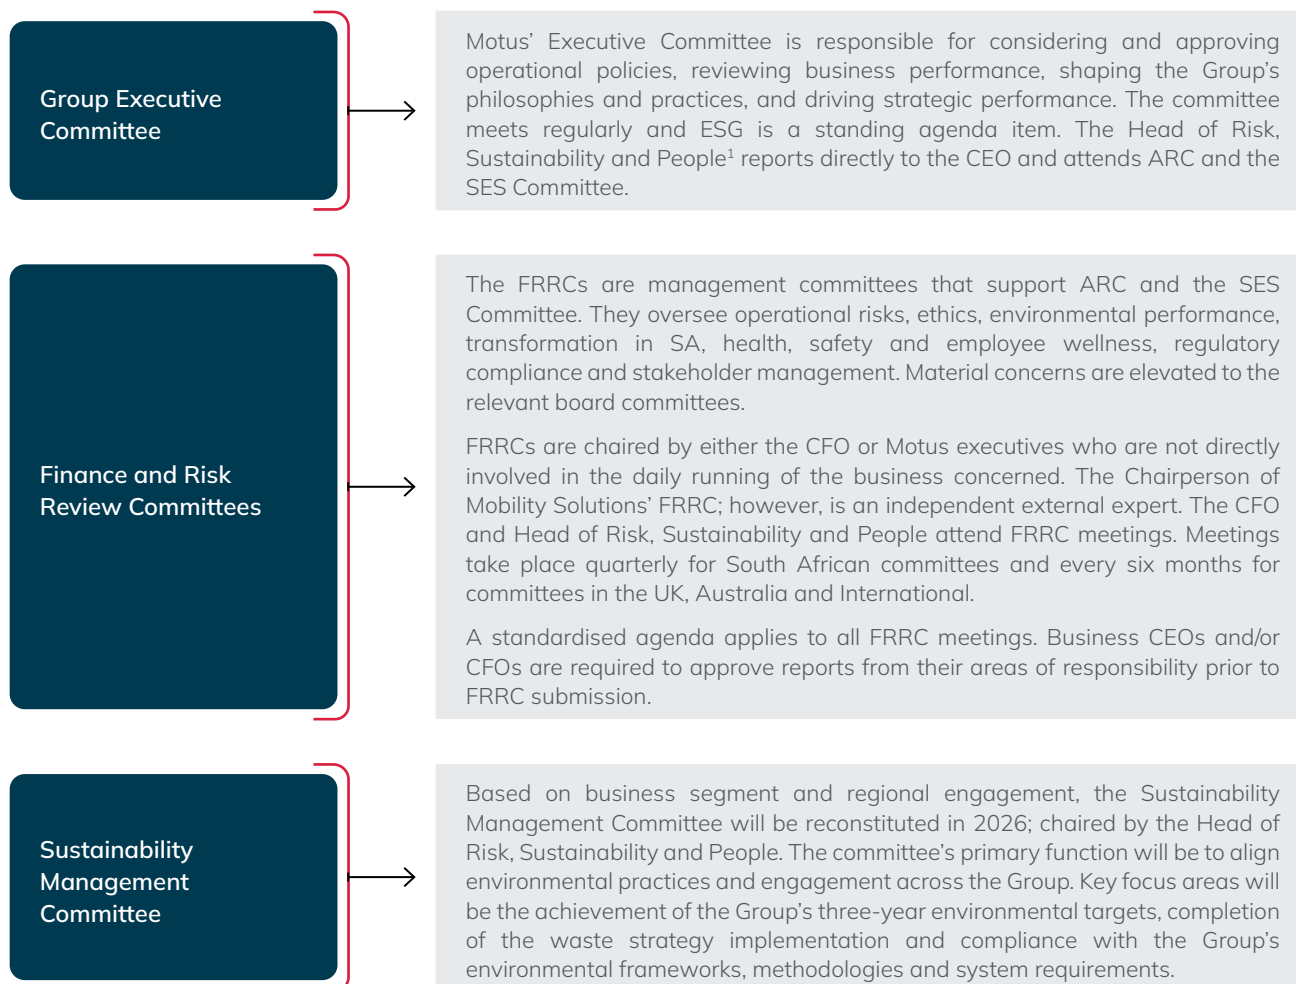 Group Executive
Committee
Motus’ Executive Committee is responsible for considering and approving
operational policies, reviewing business performance, shaping the Group’s
philosophies and practices, and driving strategic performance. The committee
meets regularly and ESG is a standing agenda item. The Head of Risk,
Sustainability and People¹ reports directly to the CEO and attends ARC and the
SES Committee.
Finance and Risk
Review Committees
The FRRCs are management committees that support ARC and the SES
Committee. They oversee operational risks, ethics, environmental performance,
transformation in SA, health, safety and employee wellness, regulatory
compliance and stakeholder management. Material concerns are elevated to the
relevant board committees.
FRRCs are chaired by either the CFO or Motus executives who are not directly
involved in the daily running of the business concerned. The Chairperson of
Mobility Solutions’ FRRC; however, is an independent external expert. The CFO
and Head of Risk, Sustainability and People attend FRRC meetings. Meetings
take place quarterly for South African committees and every six months for
committees in the UK, Australia and International.
A standardised agenda applies to all FRRC meetings. Business CEOs and/or
CFOs are required to approve reports from their areas of responsibility prior to
FRRC submission.
Sustainability
Management
Committee
Based on business segment and regional engagement, the Sustainability
Management Committee will be reconstituted in 2026; chaired by the Head of
Risk, Sustainability and People. The committee’s primary function will be to align
environmental practices and engagement across the Group. Key focus areas will
be the achievement of the Group’s three-year environmental targets, completion
of the waste strategy implementation and compliance with the Group’s
environmental frameworks, methodologies and system requirements.